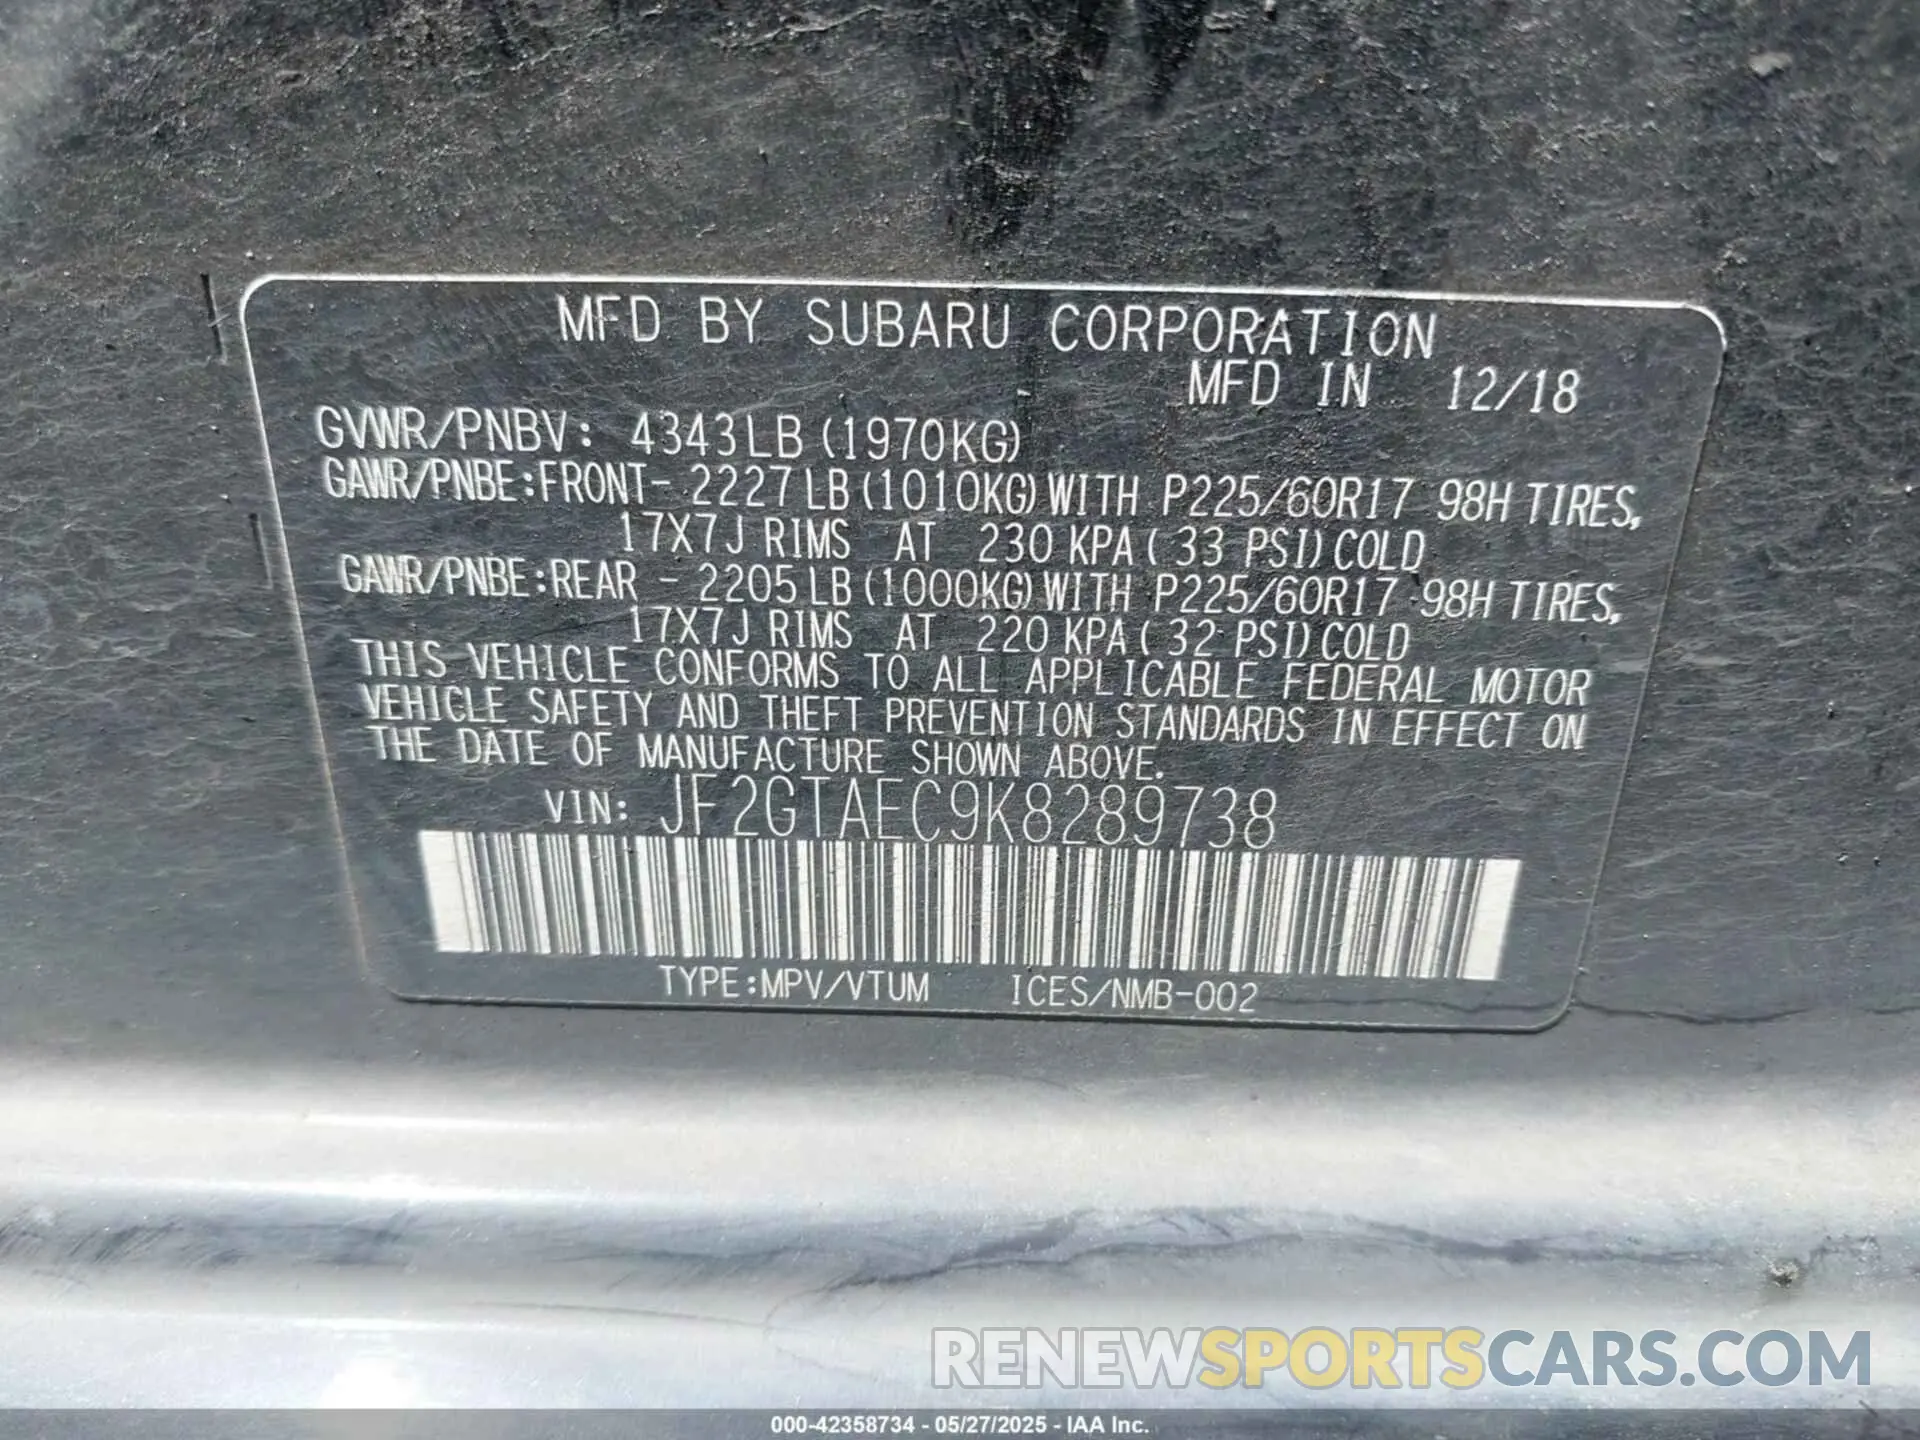 MFD BY SUBARU CORPORATION
MFD IN 12/18
GVWR/PNBV: 4343LB (1970KG)
GAWR/PNBE:FRONT- 2227LB (1010KG) WITH P225/60R17 98H TIRES,
17X7J RIMS AT 230 KPA ( 33 PSI) COLD
GAWR/PNBE:REAR - 2205LB (1000KG) WITH P225/60R17 98H TIRES,
17X7J RIMS AT 220 KPA ( 32 PSI) COLD
THIS VEHICLE CONFORMS TO ALL APPLICABLE FEDERAL MOTOR
VEHICLE SAFETY AND THEFT PREVENTION STANDARDS IN EFFECT ON
THE DATE OF MANUFACTURE SHOWN ABOVE.
VIN: JF2GTAEC9K8289738
TYPE:MPV/VTUM ICES/NMB-002
RENEWSPORTSCARS.COM
000-42358734 - 05/27/2025 - IAA Inc.